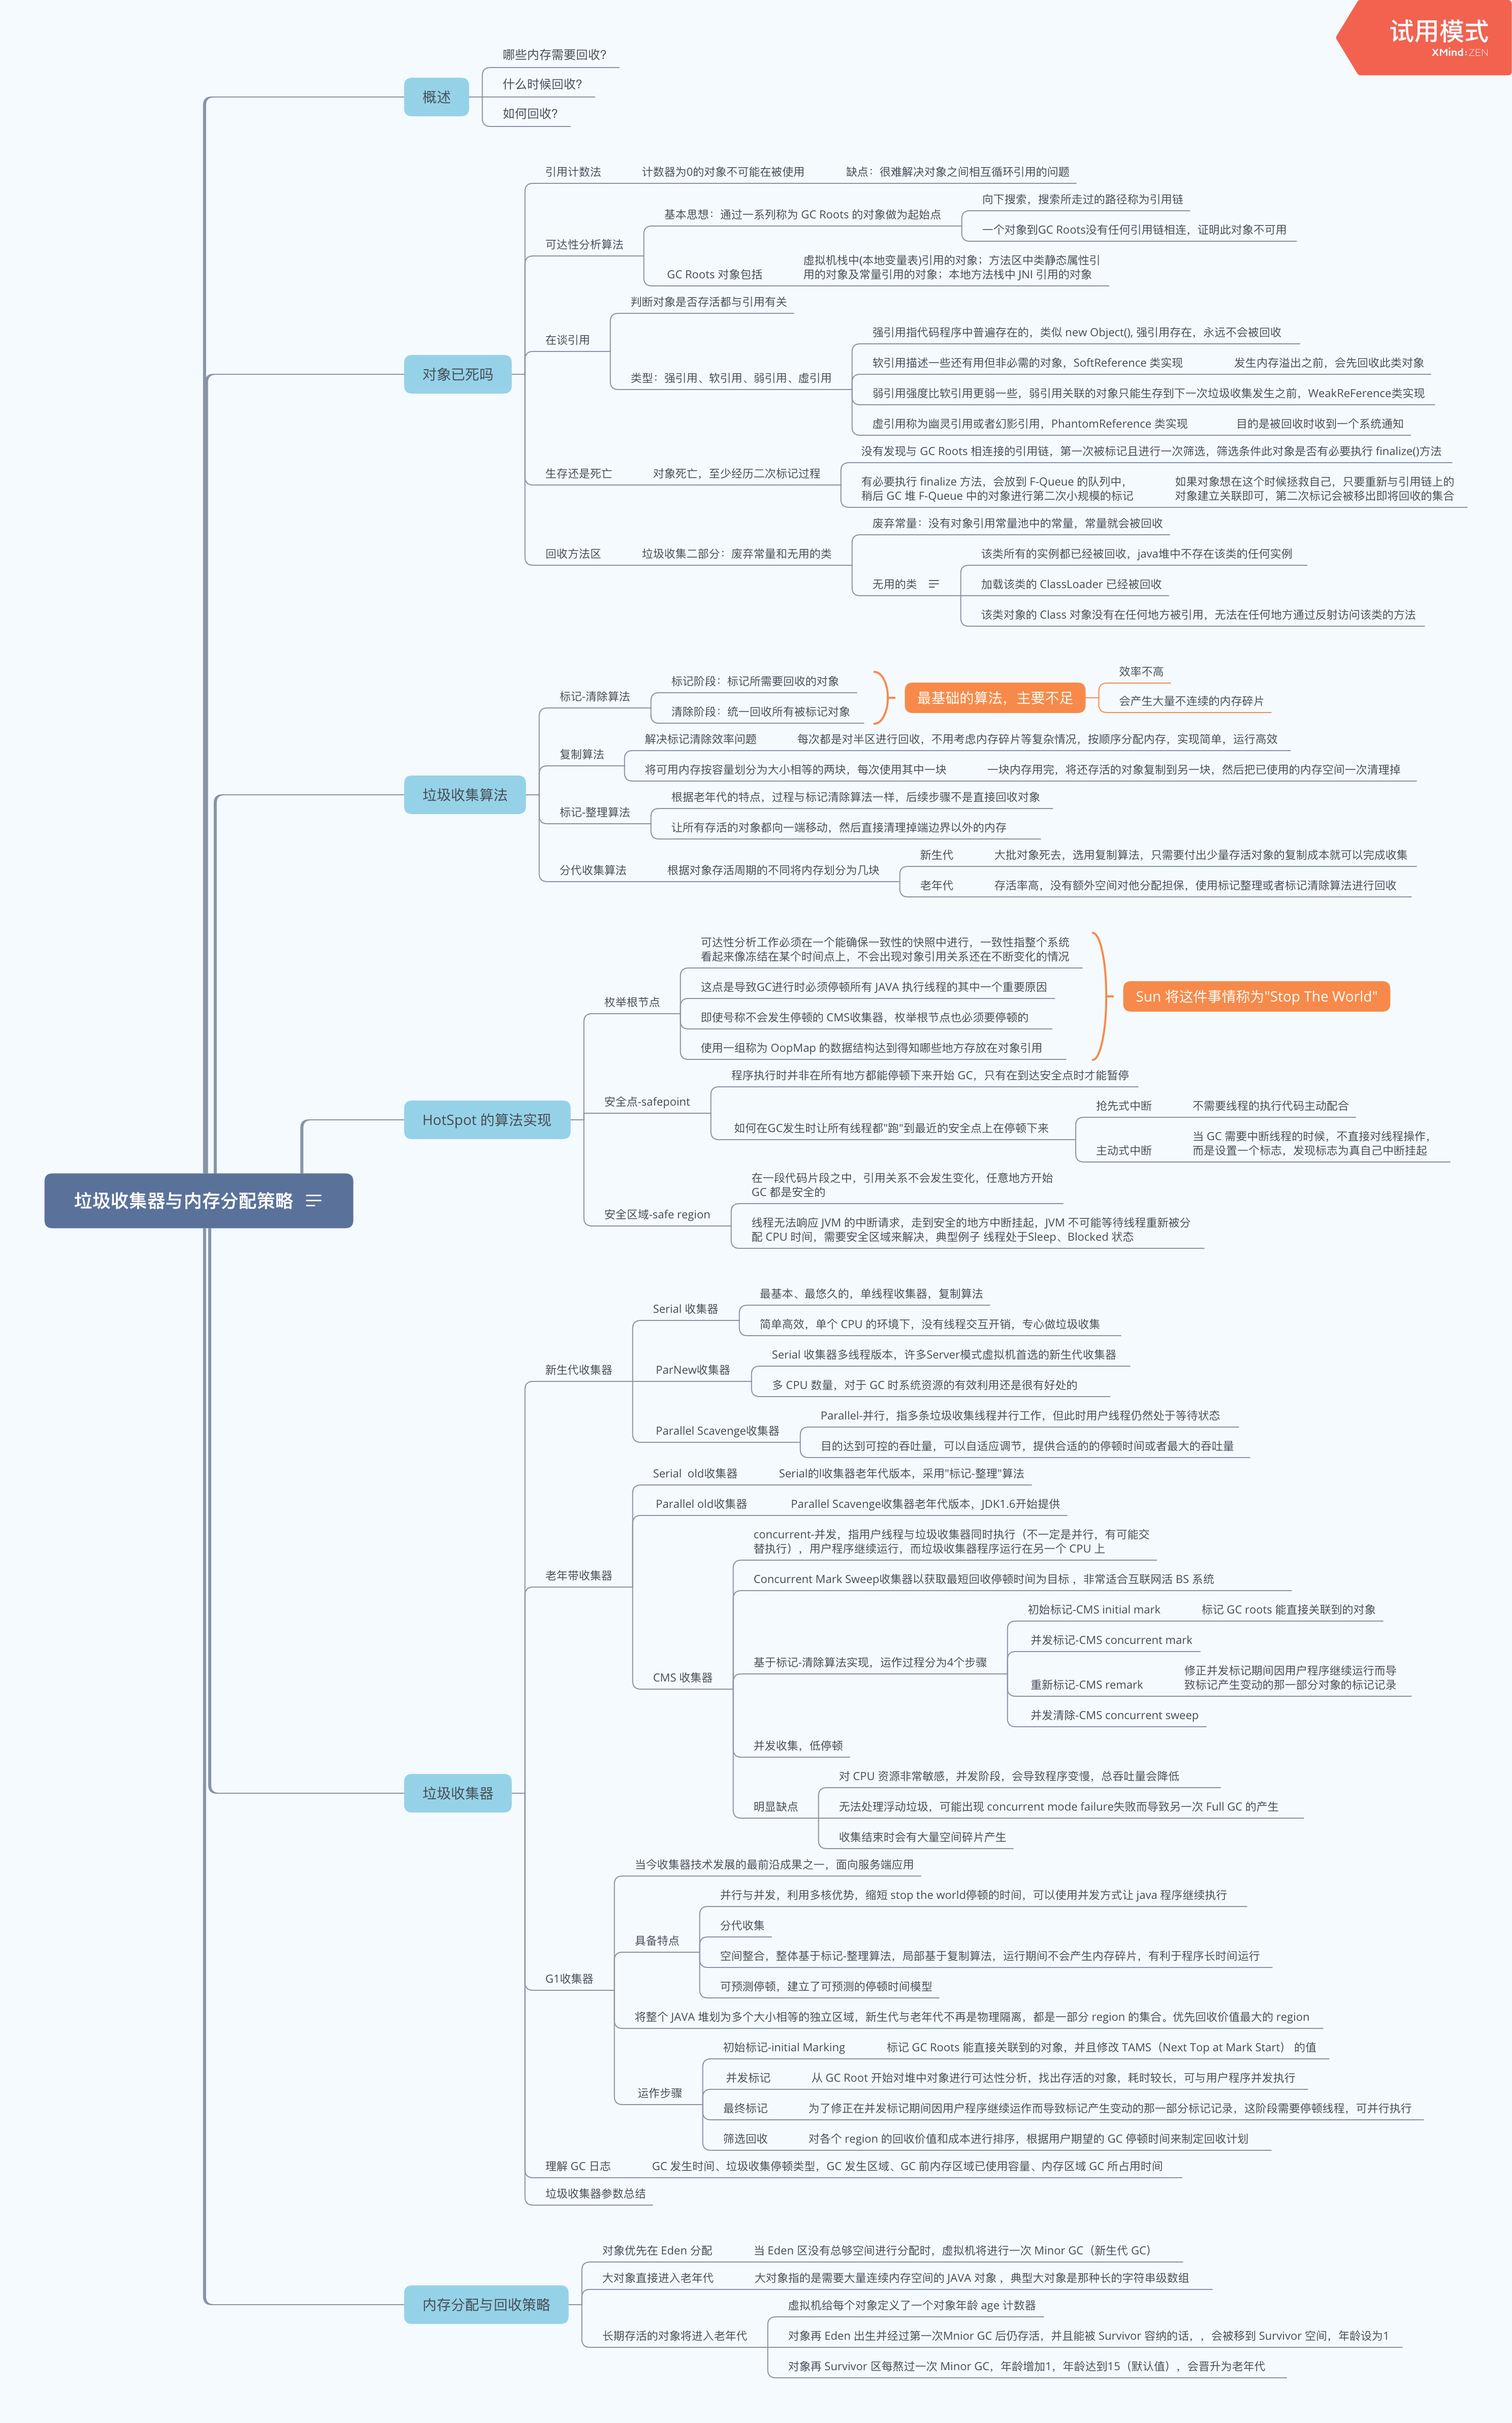 试用模式
XMind:ZEN
垃圾收集器与内存分配策略
概述
哪些内存需要回收?
什么时候回收?
如何回收?
对象已死吗
引用计数法
计数器为0的对象不可能在被使用
缺点：很难解决对象之间相互循环引用的问题
可达性分析算法
基本思想：通过一系列称为 GC Roots 的对象做为起始点
向下搜索，搜索所走过的路径称为引用链
一个对象到GC Roots没有任何引用链相连，证明此对象不可用
GC Roots 对象包括
虚拟机栈中(本地变量表)引用的对象；方法区中类静态属性引
用的对象及常量引用的对象；本地方法栈中 JNI 引用的对象
在谈引用
判断对象是否存活都与引用有关
类型：强引用、软引用、弱引用、虚引用
强引用指代码程序中普遍存在的，类似 new Object(), 强引用存在，永远不会被回收
软引用描述一些还有用但非必需的对象，SoftReference 类实现
发生内存溢出之前，会先回收此类对象
弱引用强度比软引用更弱一些，弱引用关联的对象只能生存到下一次垃圾收集发生之前，WeakReFerence类实现
虚引用称为幽灵引用或者幻影引用，PhantomReference 类实现
目的是被回收时收到一个系统通知
生存还是死亡
对象死亡，至少经历二次标记过程
没有发现与 GC Roots 相连接的引用链，第一次被标记且进行一次筛选，筛选条件此对象是否有必要执行 finalize()方法
有必要执行 finalize 方法，会放到 F-Queue 的队列中，
稍后 GC 堆 F-Queue 中的对象进行第二次小规模的标记
如果对象想在这个时候拯救自己，只要重新与引用链上的
对象建立关联即可，第二次标记会被移出即将回收的集合
回收方法区
垃圾收集二部分：废弃常量和无用的类
废弃常量：没有对象引用常量池中的常量，常量就会被回收
无用的类
该类所有的实例都已经被回收，java堆中不存在该类的任何实例
加载该类的 ClassLoader 已经被回收
该类对象的 Class 对象没有在任何地方被引用，无法在任何地方通过反射访问该类的方法
垃圾收集算法
标记-清除算法
标记阶段：标记所需要回收的对象
清除阶段：统一回收所有被标记对象
最基础的算法，主要不足
效率不高
会产生大量不连续的内存碎片
复制算法
解决标记清除效率问题
每次都是对半区进行回收，不用考虑内存碎片等复杂情况，按顺序分配内存，实现简单，运行高效
将可用内存按容量划分为大小相等的两块，每次使用其中一块
一块内存用完，将还存活的对象复制到另一块，然后把已使用的内存空间一次清理掉
标记-整理算法
根据老年代的特点，过程与标记清除算法一样，后续步骤不是直接回收对象
让所有存活的对象都向一端移动，然后直接清理掉端边界以外的内存
分代收集算法
根据对象存活周期的不同将内存划分为几块
新生代
大批对象死去，选用复制算法，只需要付出少量存活对象的复制成本就可以完成收集
老年代
存活率高，没有额外空间对他分配担保，使用标记整理或者标记清除算法进行回收
HotSpot 的算法实现
枚举根节点
可达性分析工作必须在一个能确保一致性的快照中进行，一致性指整个系统
看起来像冻结在某个时间点上，不会出现对象引用关系还在不断变化的情况
这点是导致GC进行时必须停顿所有 JAVA 执行线程的其中一个重要原因
即使号称不会发生停顿的 CMS收集器，枚举根节点也必须要停顿的
使用一组称为 OopMap 的数据结构达到得知哪些地方存放在对象引用
Sun 将这件事情称为"Stop The World"
安全点-safepoint
程序执行时并非在所有地方都能停顿下来开始 GC，只有在到达安全点时才能暂停
如何在GC发生时让所有线程都"跑"到最近的安全点上在停顿下来
抢先式中断
不需要线程的执行代码主动配合
主动式中断
当 GC 需要中断线程的时候，不直接对线程操作，
而是设置一个标志，发现标志为真自己中断挂起
安全区域-safe region
在一段代码片段之中，引用关系不会发生变化，任意地方开始
GC 都是安全的
线程无法响应 JVM 的中断请求，走到安全的地方中断挂起，JVM 不可能等待线程重新被分
配 CPU 时间，需要安全区域来解决，典型例子 线程处于Sleep、Blocked 状态
垃圾收集器
新生代收集器
Serial 收集器
最基本、最悠久的，单线程收集器，复制算法
简单高效，单个 CPU 的环境下，没有线程交互开销，专心做垃圾收集
ParNew收集器
Serial 收集器多线程版本，许多Server模式虚拟机首选的新生代收集器
多 CPU 数量，对于 GC 时系统资源的有效利用还是很有好处的
Parallel Scavenge收集器
Parallel-并行，指多条垃圾收集线程并行工作，但此时用户线程仍然处于等待状态
目的达到可控的吞吐量，可以自适应调节，提供合适的的停顿时间或者最大的吞吐量
老年带收集器
Serial  old收集器
Serial的l收集器老年代版本，采用"标记-整理"算法
Parallel old收集器
Parallel Scavenge收集器老年代版本，JDK1.6开始提供
CMS 收集器
concurrent-并发，指用户线程与垃圾收集器同时执行（不一定是并行，有可能交
替执行），用户程序继续运行，而垃圾收集器程序运行在另一个 CPU 上
Concurrent Mark Sweep收集器以获取最短回收停顿时间为目标 ，非常适合互联网活 BS 系统
基于标记-清除算法实现，运作过程分为4个步骤
初始标记-CMS initial mark
标记 GC roots 能直接关联到的对象
并发标记-CMS concurrent mark
重新标记-CMS remark
修正并发标记期间因用户程序继续运行而导
致标记产生变动的那一部分对象的标记记录
并发清除-CMS concurrent sweep
并发收集，低停顿
明显缺点
对 CPU 资源非常敏感，并发阶段，会导致程序变慢，总吞吐量会降低
无法处理浮动垃圾，可能出现 concurrent mode failure失败而导致另一次 Full GC 的产生
收集结束时会有大量空间碎片产生
G1收集器
当今收集器技术发展的最前沿成果之一，面向服务端应用
具备特点
并行与并发，利用多核优势，缩短 stop the world停顿的时间，可以使用并发方式让 java 程序继续执行
分代收集
空间整合，整体基于标记-整理算法，局部基于复制算法，运行期间不会产生内存碎片，有利于程序长时间运行
可预测停顿，建立了可预测的停顿时间模型
将整个 JAVA 堆划为多个大小相等的独立区域，新生代与老年代不再是物理隔离，都是一部分 region 的集合。优先回收价值最大的 region
运作步骤
初始标记-initial Marking
标记 GC Roots 能直接关联到的对象，并且修改 TAMS（Next Top at Mark Start） 的值
并发标记
从 GC Root 开始对堆中对象进行可达性分析，找出存活的对象，耗时较长，可与用户程序并发执行
最终标记
为了修正在并发标记期间因用户程序继续运作而导致标记产生变动的那一部分标记记录，这阶段需要停顿线程，可并行执行
筛选回收
对各个 region 的回收价值和成本进行排序，根据用户期望的 GC 停顿时间来制定回收计划
理解 GC 日志
GC 发生时间、垃圾收集停顿类型，GC 发生区域、GC 前内存区域已使用容量、内存区域 GC 所占用时间
垃圾收集器参数总结
内存分配与回收策略
对象优先在 Eden 分配
当 Eden 区没有总够空间进行分配时，虚拟机将进行一次 Minor GC（新生代 GC）
大对象直接进入老年代
大对象指的是需要大量连续内存空间的 JAVA 对象 ，典型大对象是那种长的字符串级数组
长期存活的对象将进入老年代
虚拟机给每个对象定义了一个对象年龄 age 计数器
对象再 Eden 出生并经过第一次Mnior GC 后仍存活，并且能被 Survivor 容纳的话，，会被移到 Survivor 空间，年龄设为1
对象再 Survivor 区每熬过一次 Minor GC，年龄增加1，年龄达到15（默认值），会晋升为老年代